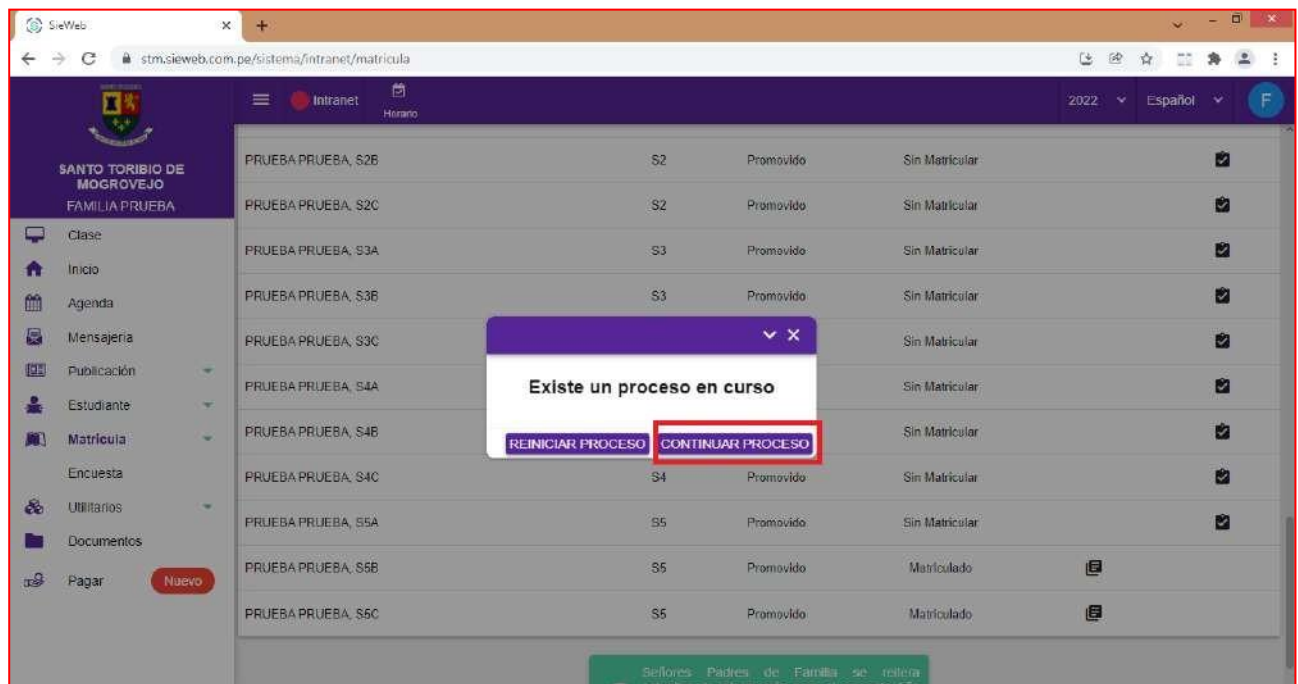 SieWeb
stm.sieweb.com.pe/sistema/intranet/matricula
Intranet
Horario
2022
Español
F
SANTO TORIBIO DE
MOGROVEJO
FAMILIA PRUEBA
Clase
Inicio
Agenda
Mensajeria
Publicación
Estudiante
Matrícula
Encuesta
Utilitarios
Documentos
Pagar Nuevo
PRUEBA PRUEBA, S2B S2 Promovido Sin Matricular
PRUEBA PRUEBA, S2C S2 Promovido Sin Matricular
PRUEBA PRUEBA, S3A S3 Promovido Sin Matricular
PRUEBA PRUEBA, S3B S3 Promovido Sin Matricular
PRUEBA PRUEBA, S3C Sin Matricular
PRUEBA PRUEBA, S4A Sin Matricular
PRUEBA PRUEBA, S4B Sin Matricular
PRUEBA PRUEBA, S4C S4 Promovido Sin Matricular
PRUEBA PRUEBA, S5A S5 Promovido Sin Matricular
PRUEBA PRUEBA, S5B S5 Promovido Matriculado
PRUEBA PRUEBA, S5C S5 Promovido Matriculado
Existe un proceso en curso
REINICIAR PROCESO CONTINUAR PROCESO
Señores Padres de Familia se reitera